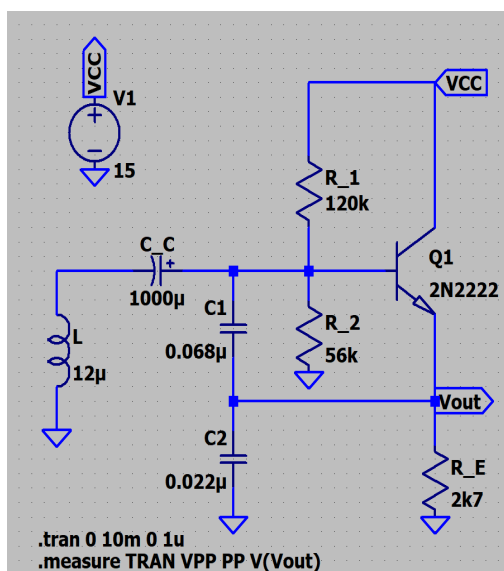 VCC
V1
15
VCC
R_1
120k
C_C
+
1000µ
Q1
2N2222
C1
0.068µ
R_2
56k
L
12µ
Vout
C2
0.022µ
R_E
2k7
.tran 0 10m 0 1u
.measure TRAN VPP PP V(Vout)